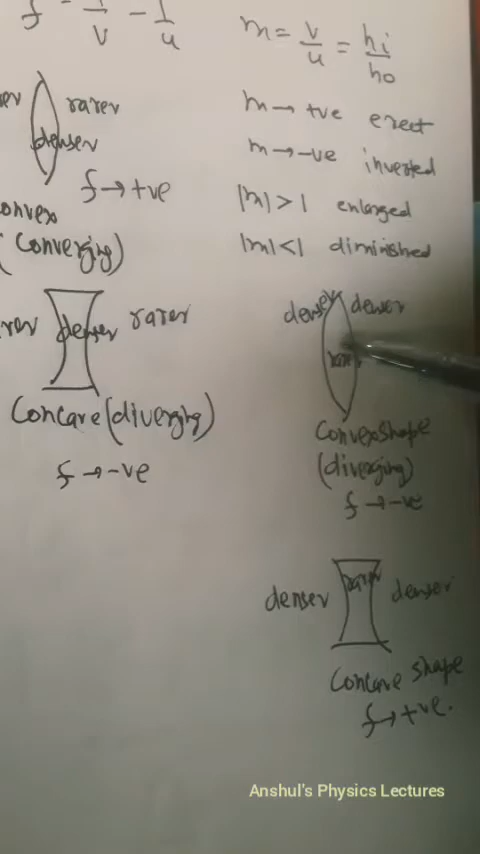 f = 1/v - 1/u
rarer
denser
f → +ve
convex
(Converging)
denser rarer
Concave (diverging)
f → -ve
m = v/u = hi/ho
m → +ve erect
m → -ve inverted
|m| > 1 enlarged
|m| < 1 diminished
denser denser
Convex shape
(diverging)
f → -ve
denser rarer denser
Concave shape
f → +ve.
Anshul's Physics Lectures